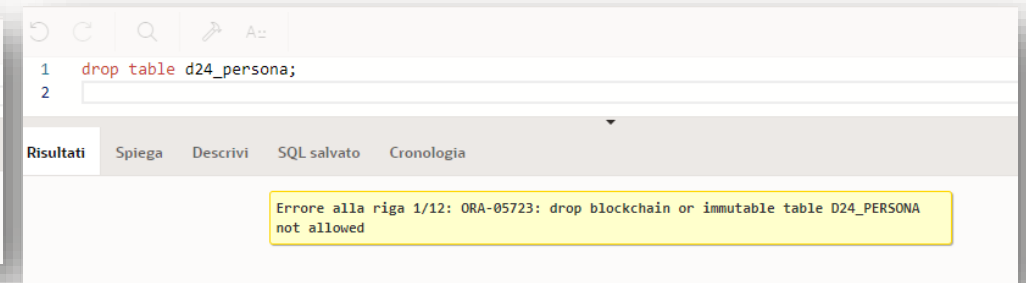 A::
1 drop table d24_persona;
2
Risultati Spiega Descrivi SQL salvato Cronologia
Errore alla riga 1/12: ORA-05723: drop blockchain or immutable table D24_PERSONA
not allowed